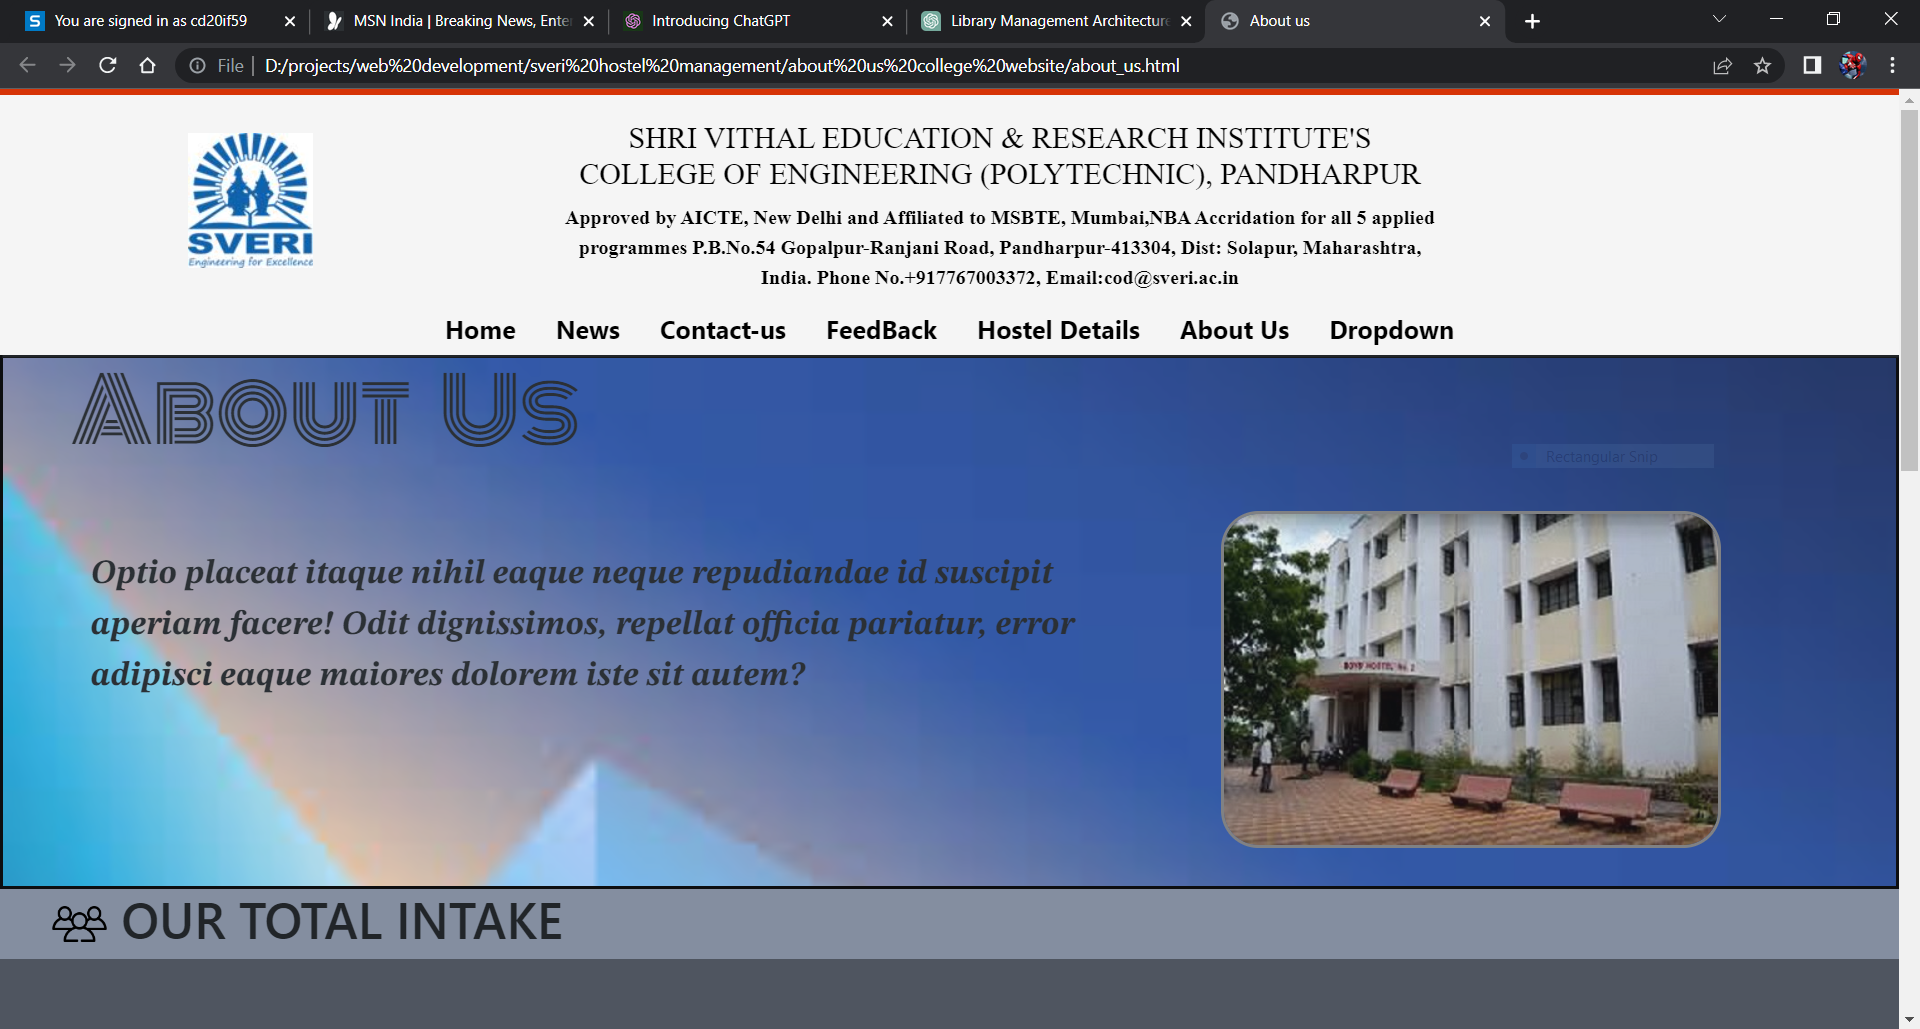 You are signed in as cd20if59
MSN India | Breaking News, Enter
Introducing ChatGPT
Library Management Architecture
About us
File
D:/projects/web%20development/sveri%20hostel%20management/about%20us%20college%20website/about_us.html
SVERI
Engineering for Excellence
SHRI VITHAL EDUCATION & RESEARCH INSTITUTE'S
COLLEGE OF ENGINEERING (POLYTECHNIC), PANDHARPUR
Approved by AICTE, New Delhi and Affiliated to MSBTE, Mumbai,NBA Accridation for all 5 applied
programmes P.B.No.54 Gopalpur-Ranjani Road, Pandharpur-413304, Dist: Solapur, Maharashtra,
India. Phone No.+917767003372, Email:cod@sveri.ac.in
Home News Contact-us FeedBack Hostel Details About Us Dropdown
About Us
Rectangular Snip
Optio placeat itaque nihil eaque neque repudiandae id suscipit
aperiam facere! Odit dignissimos, repellat officia pariatur, error
adipisci eaque maiores dolorem iste sit autem?
BOYS' HOSTEL No. 2
OUR TOTAL INTAKE